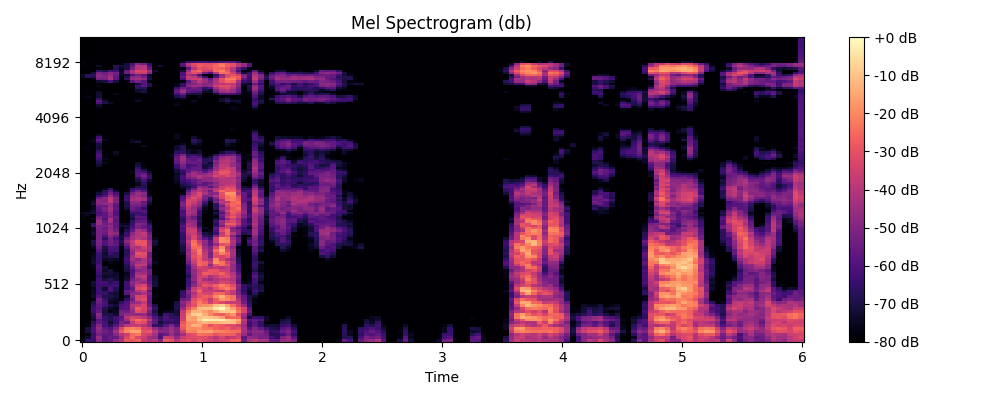 Mel Spectrogram (db)
Hz
8192
4096
2048
1024
512
0
0 1 2 3 4 5 6
Time
+0 dB
-10 dB
-20 dB
-30 dB
-40 dB
-50 dB
-60 dB
-70 dB
-80 dB